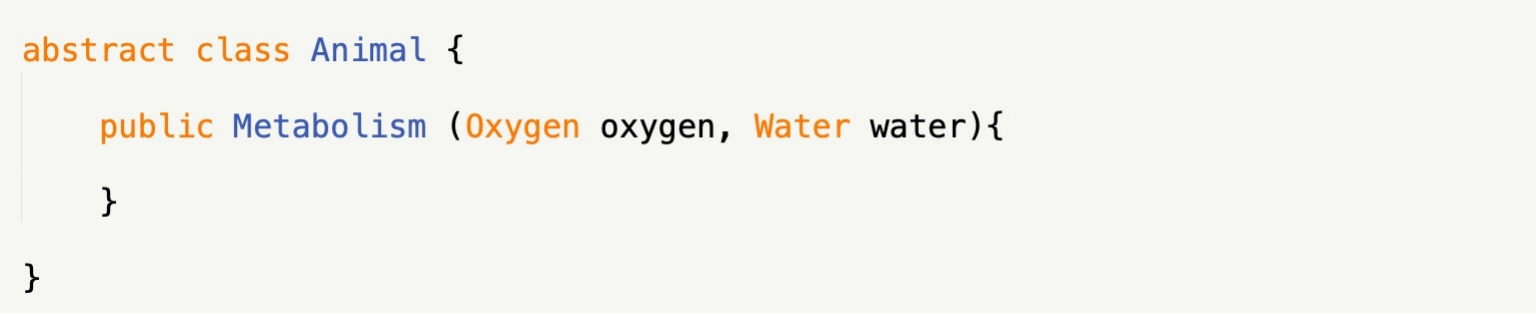 abstract class Animal {
public Metabolism (Oxygen oxygen, Water water){
}
}